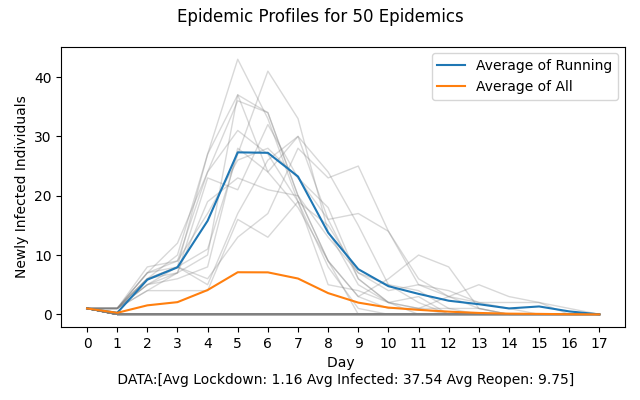 Epidemic Profiles for 50 Epidemics
Newly Infected Individuals
40
30
20
10
0
Average of Running
Average of All
0 1 2 3 4 5 6 7 8 9 10 11 12 13 14 15 16 17
Day
DATA:[Avg Lockdown: 1.16 Avg Infected: 37.54 Avg Reopen: 9.75]